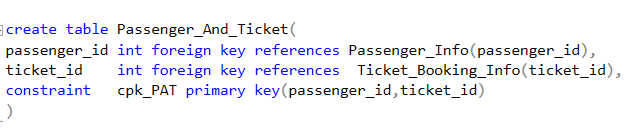 create table Passenger_And_Ticket(
passenger_id int foreign key references Passenger_Info(passenger_id),
ticket_id    int foreign key references  Ticket_Booking_Info(ticket_id),
constraint   cpk_PAT primary key(passenger_id,ticket_id)
)